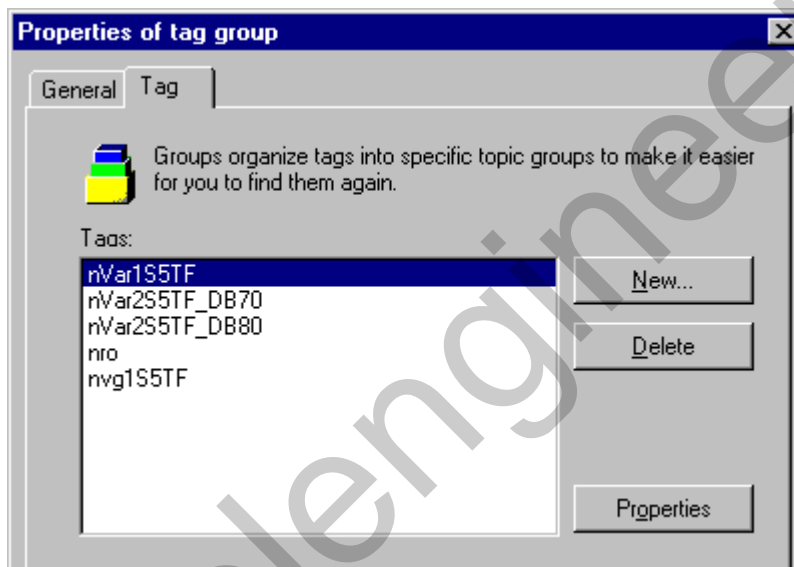 Properties of tag group
General Tag
Groups organize tags into specific topic groups to make it easier
for you to find them again.
Tags:
nVar1S5TF
nVar2S5TF_DB70
nVar2S5TF_DB80
nro
nvg1S5TF
New...
Delete
Properties
lenginee